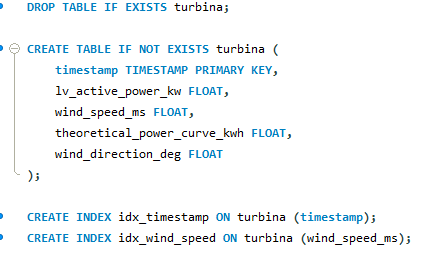 DROP TABLE IF EXISTS turbina;
CREATE TABLE IF NOT EXISTS turbina (
timestamp TIMESTAMP PRIMARY KEY,
lv_active_power_kw FLOAT,
wind_speed_ms FLOAT,
theoretical_power_curve_kwh FLOAT,
wind_direction_deg FLOAT
);
CREATE INDEX idx_timestamp ON turbina (timestamp);
CREATE INDEX idx_wind_speed ON turbina (wind_speed_ms);